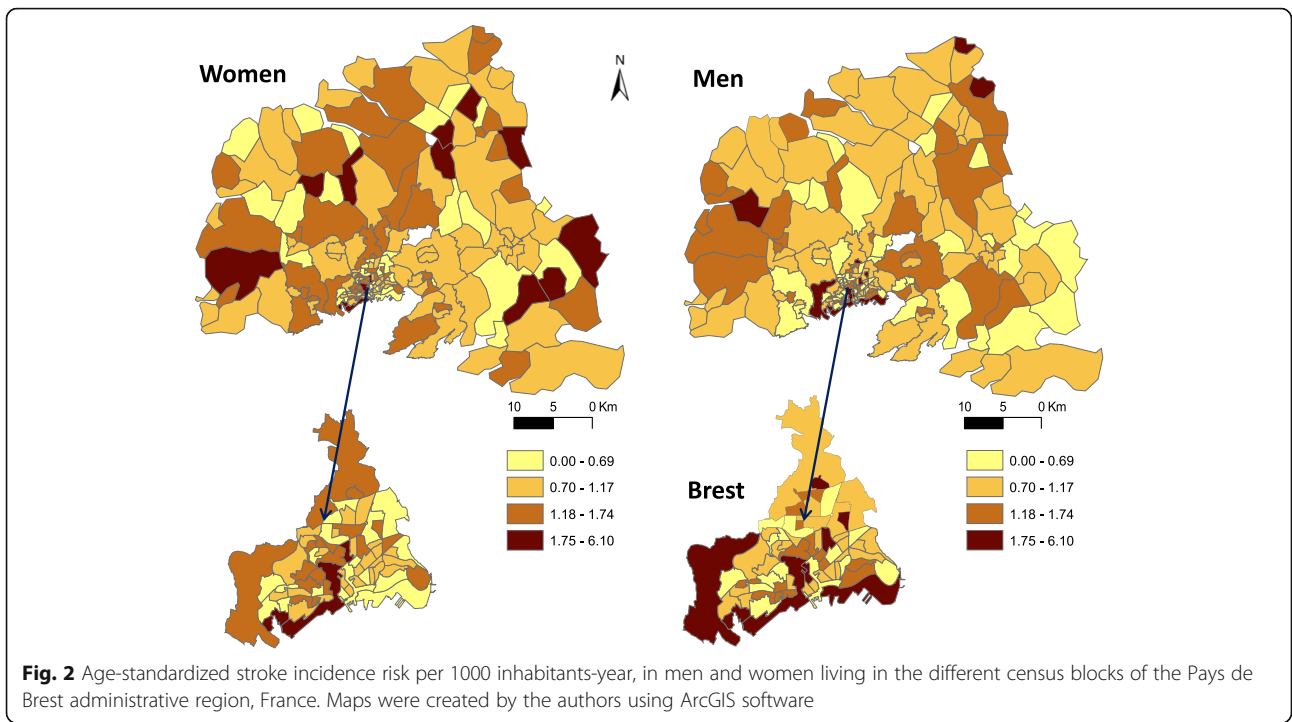 Women
N
Men
10 5 0 Km
0.00 - 0.69
0.70 - 1.17
1.18 - 1.74
1.75 - 6.10
10 5 0 Km
Brest
0.00 - 0.69
0.70 - 1.17
1.18 - 1.74
1.75 - 6.10
Fig. 2 Age-standardized stroke incidence risk per 1000 inhabitants-year, in men and women living in the different census blocks of the Pays de
Brest administrative region, France. Maps were created by the authors using ArcGIS software